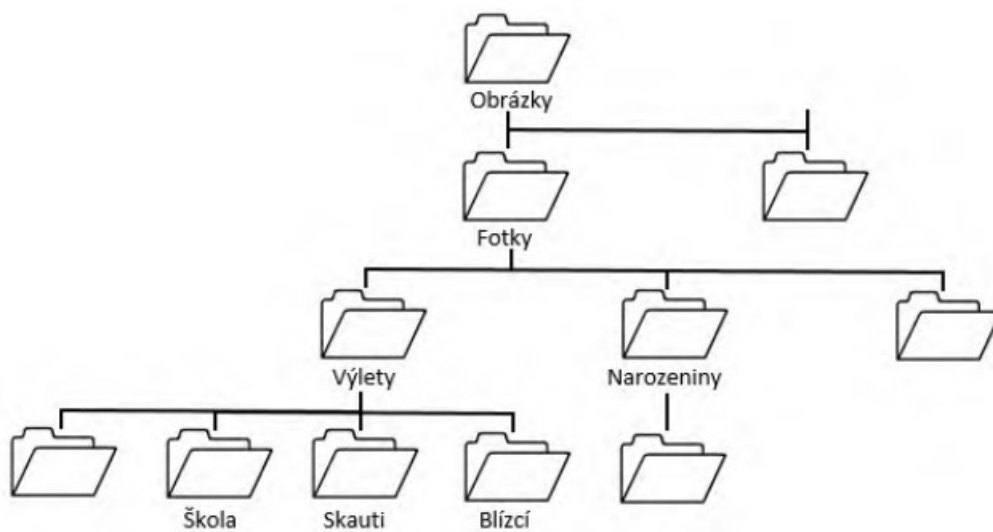 Obrázky
Fotky
Výlety
Narozeniny
Škola
Skauti
Blízcí